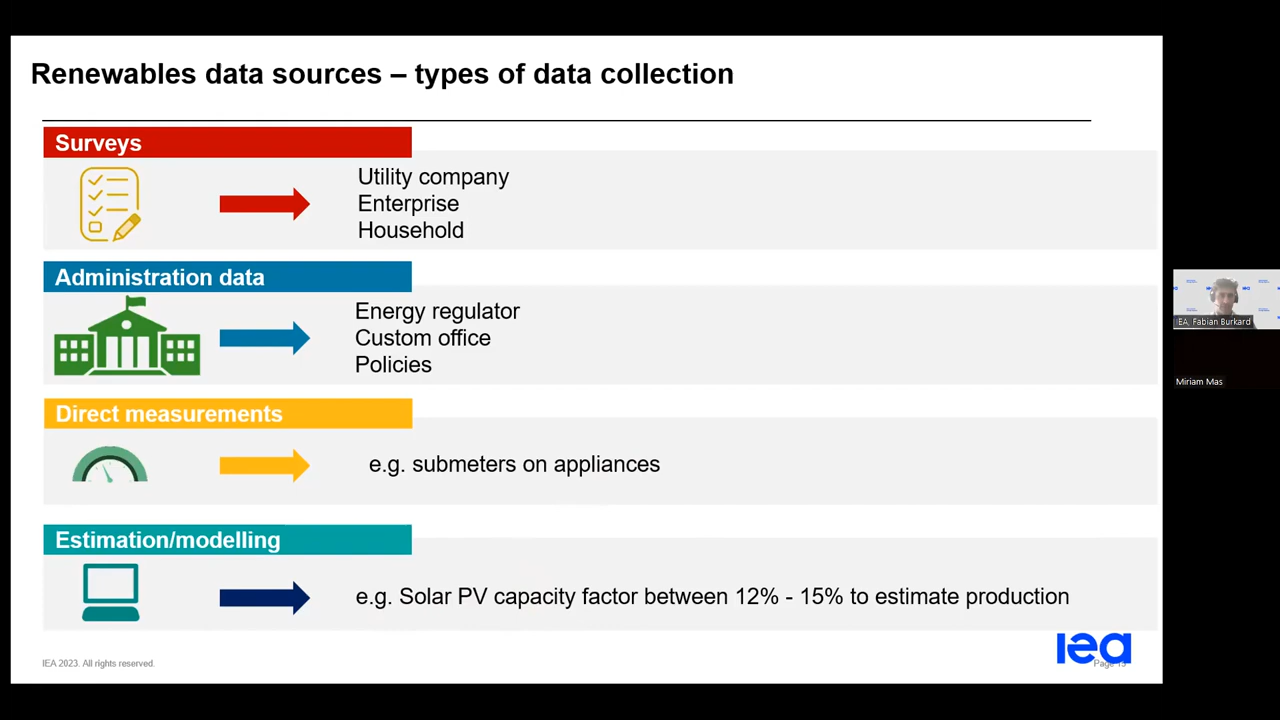 Renewables data sources – types of data collection
Surveys
Utility company
Enterprise
Household
Administration data
Energy regulator
Custom office
Policies
Direct measurements
e.g. submeters on appliances
Estimation/modelling
e.g. Solar PV capacity factor between 12% - 15% to estimate production
IEA 2023. All rights reserved.
iea
IEA, Fabian Burkard
Miriam Mas